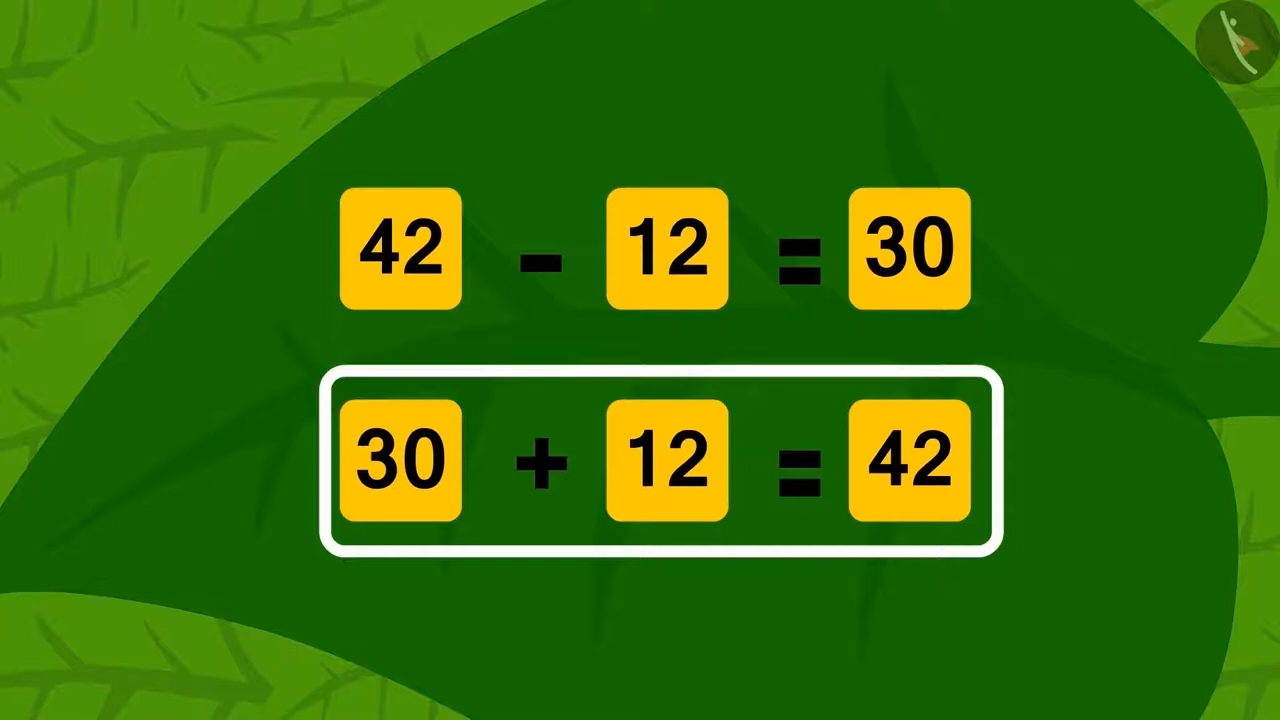 42 - 12 = 30
30 + 12 = 42